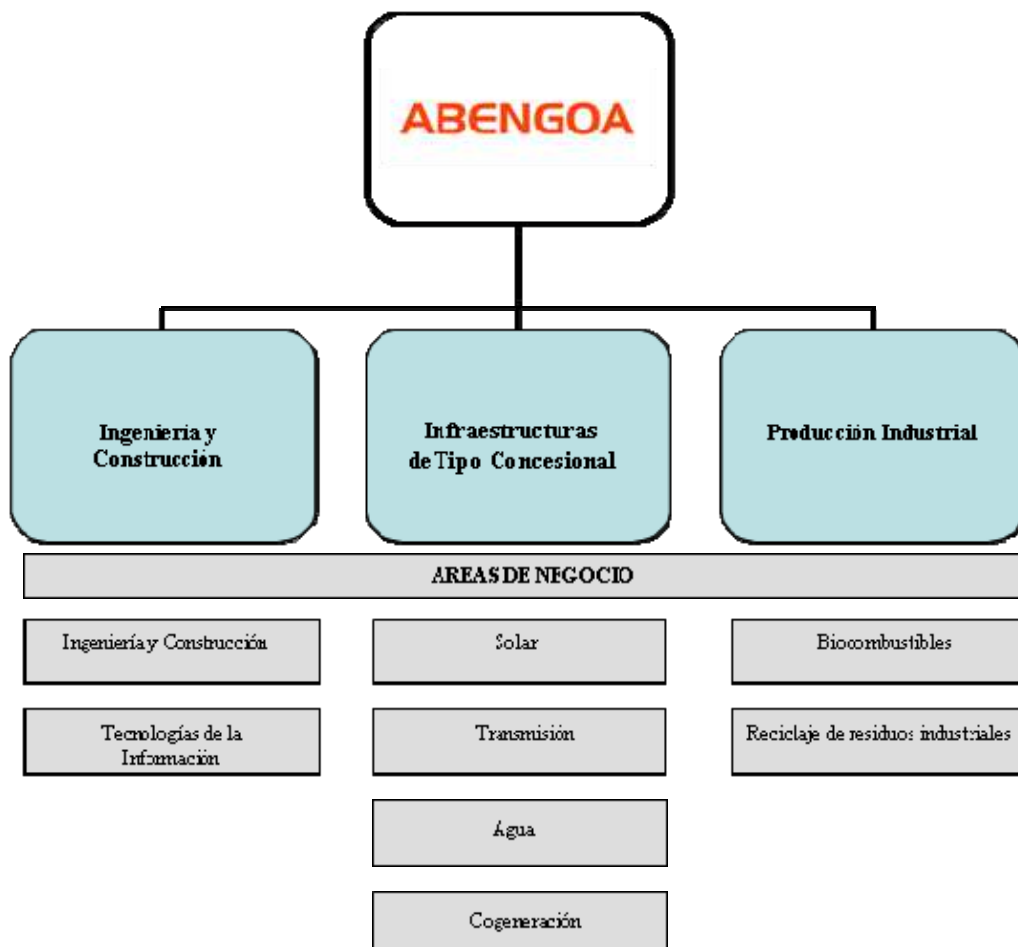 ABENGOA
Ingeniería y
Construcción
Infraestructuras
de Tipo Concesional
Producción Industrial
AREAS DE NEGOCIO
Ingeniería y Construcción
Solar
Biocombustibles
Tecnologías de la
Información
Transmisión
Reciclaje de residuos industriales
Agua
Cogeneración